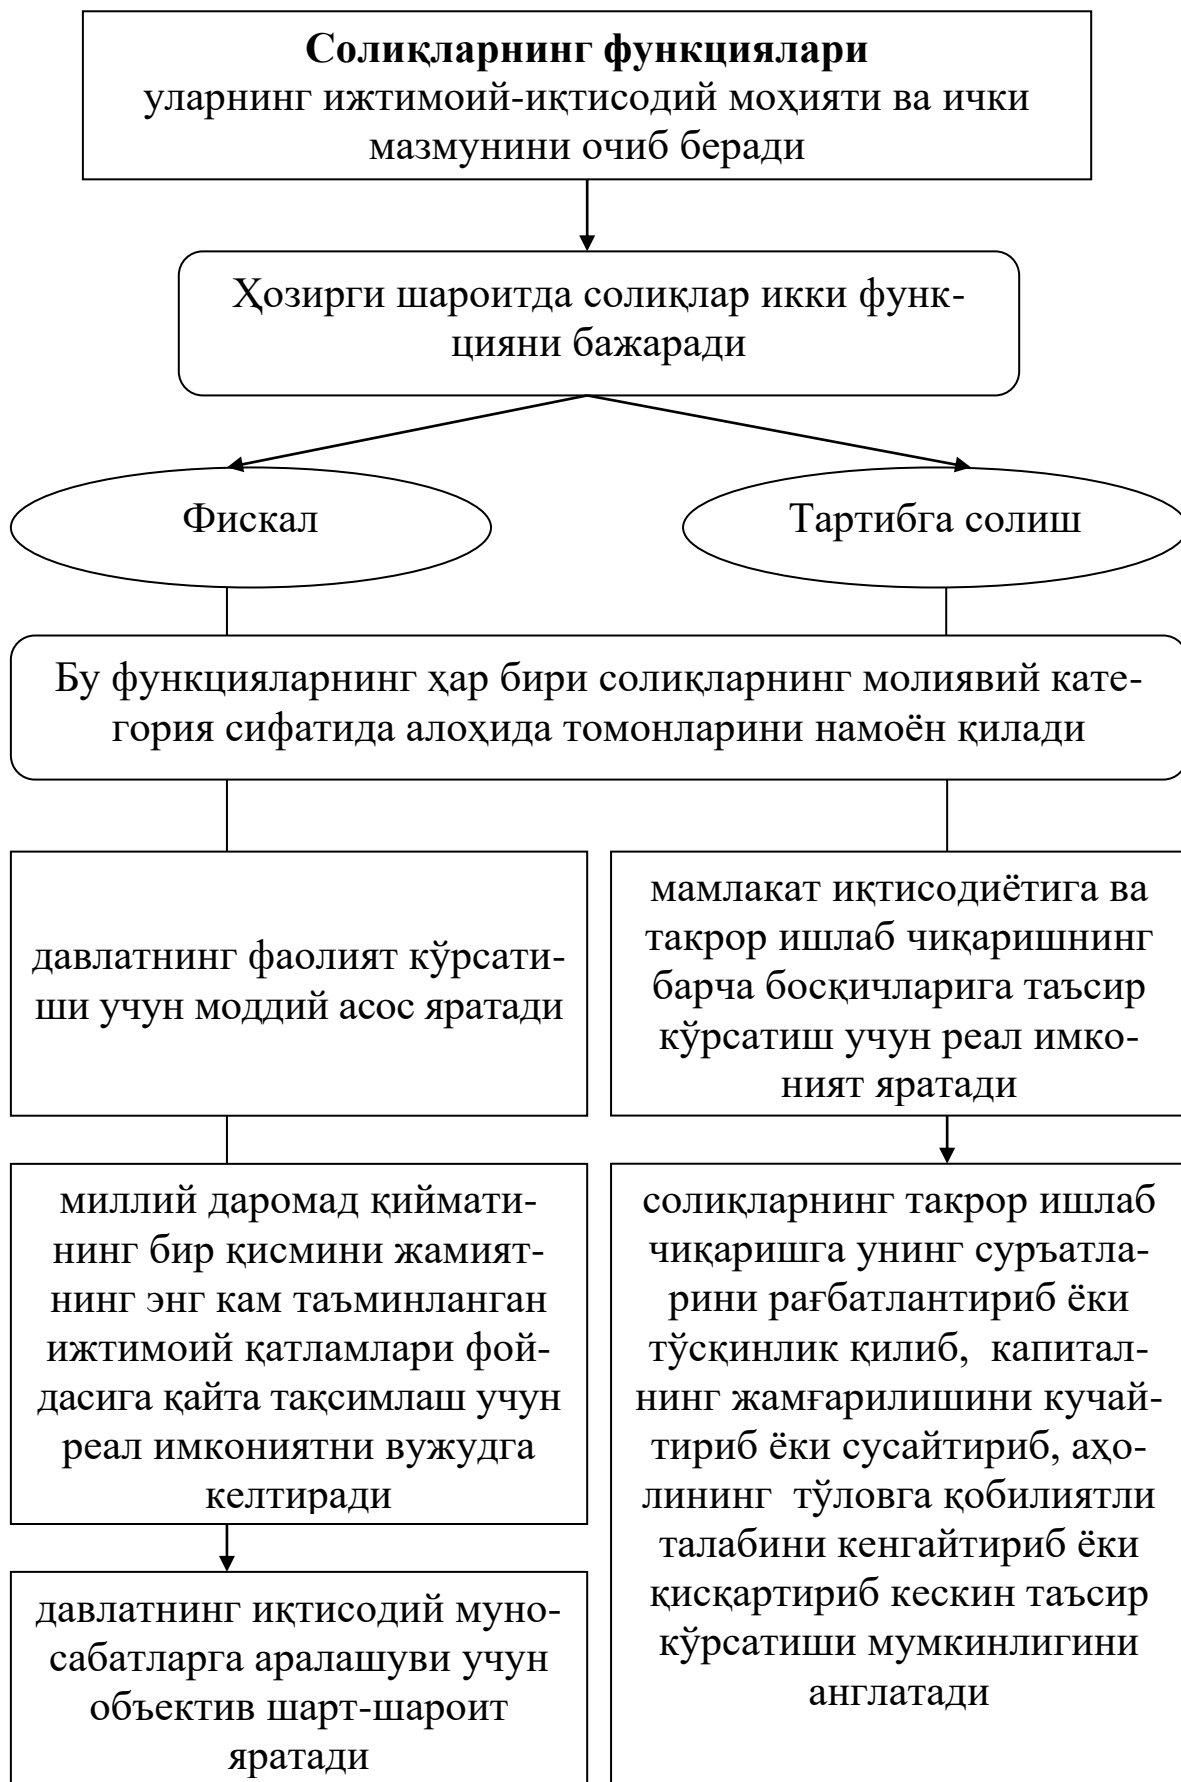 Солиқларнинг функциялари
уларнинг ижтимоий-иқтисодий моҳияти ва ички
мазмунини очиб беради
Ҳозирги шароитда солиқлар икки функ-
цияни бажаради
Фискал
Тартибга солиш
Бу функцияларнинг ҳар бири солиқларнинг молиявий кате-
гория сифатида алоҳида томонларини намоён қилади
давлатнинг фаолият кўрсати-
ши учун моддий асос яратади
мамлакат иқтисодиётига ва
такрор ишлаб чиқаришнинг
барча босқичларига таъсир
кўрсатиш учун реал имко-
ният яратади
миллий даромад қиймати-
нинг бир қисмини жамият-
нинг энг кам таъминланган
ижтимоий қатламлари фой-
дасига қайта тақсимлаш учун
реал имкониятни вужудга
келтиради
солиқларнинг такрор ишлаб
чиқаришга унинг суръатла-
рини рағбатлантириб ёки
тўсқинлик қилиб, капитал-
нинг жамғарилишини кучай-
тириб ёки сусайтириб, аҳо-
лининг тўловга қобилиятли
талабини кенгайтириб ёки
қисқартириб кескин таъсир
кўрсатиши мумкинлигини
англатади
давлатнинг иқтисодий муно-
сабатларга аралашуви учун
объектив шарт-шароит
яратади